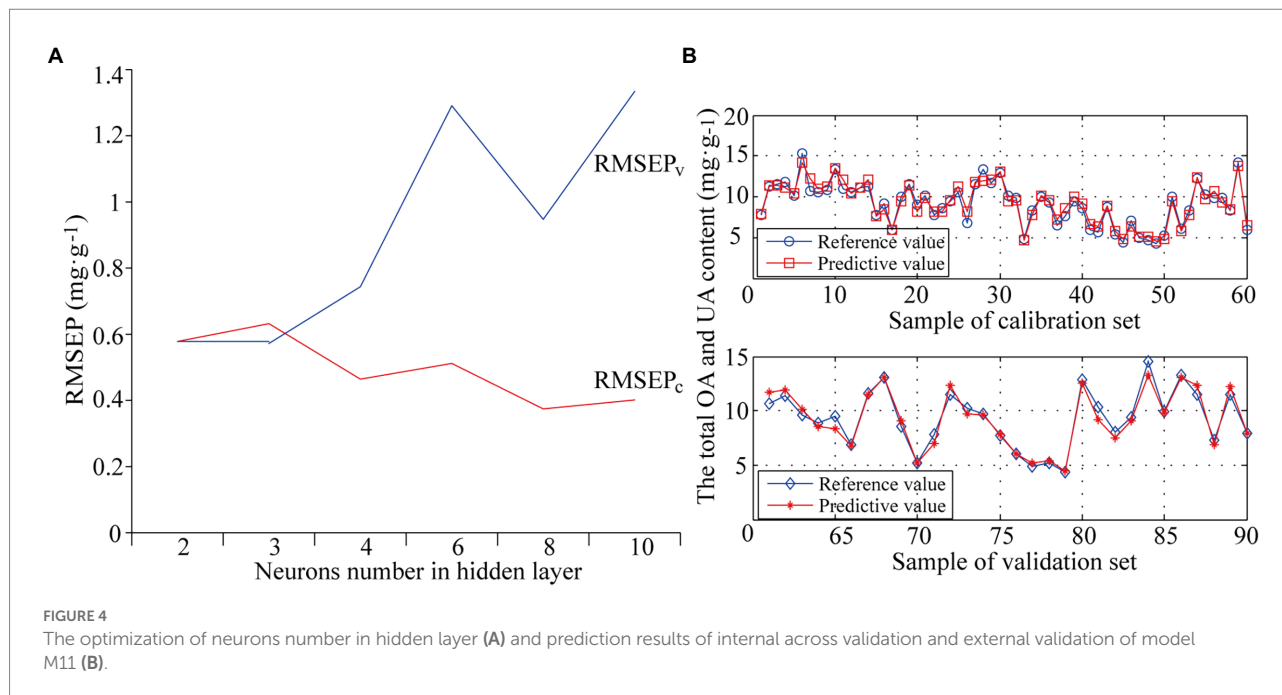 A
1.4
1.2
1
0.8
0.6
0.4
0.2
0
RMSEP (mg·g-1)
RMSEPv
RMSEPc
2 3 4 6 8 10
Neurons number in hidden layer
B
The total OA and UA content (mg·g-1)
20
15
10
5
Reference value
Predictive value
0 10 20 30 40 50 60
Sample of calibration set
15
10
5
Reference value
Predictive value
0 65 70 75 80 85 90
Sample of validation set
FIGURE 4
The optimization of neurons number in hidden layer (A) and prediction results of internal across validation and external validation of model
M11 (B).